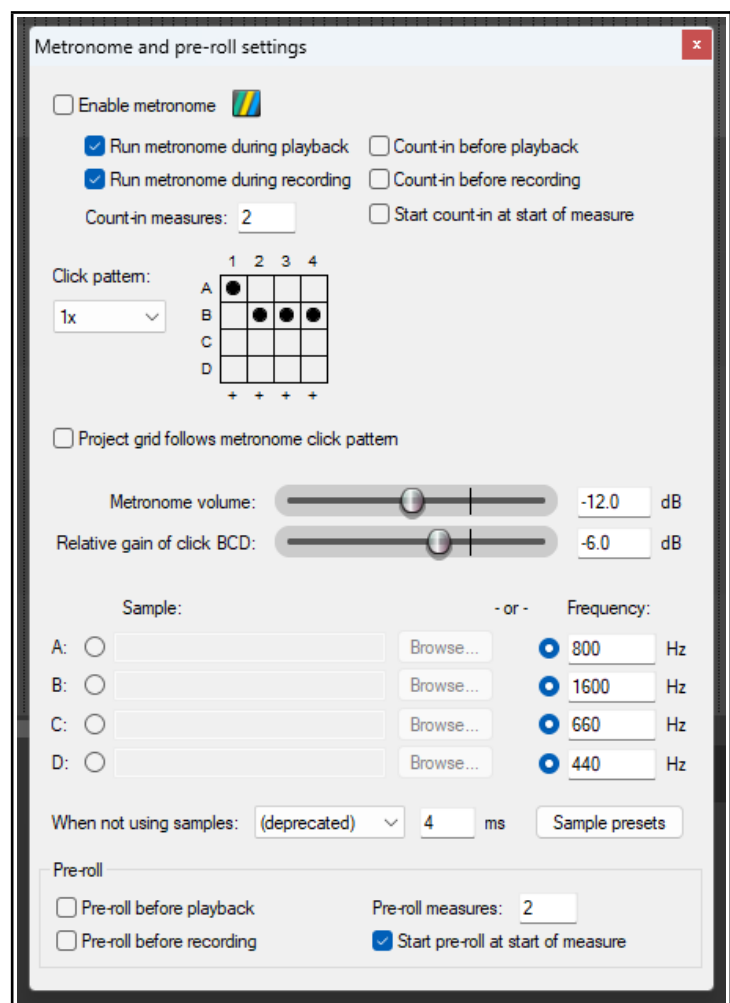 Metronome and pre-roll settings x
Enable metronome
Run metronome during playback Count-in before playback
Run metronome during recording Count-in before recording
Count-in measures: 2 Start count-in at start of measure
1 2 3 4
Click pattern:
A
1x B
C
D
+ + + +
Project grid follows metronome click pattern
Metronome volume: -12.0 dB
Relative gain of click BCD: -6.0 dB
Sample: - or - Frequency:
A: Browse... 800 Hz
B: Browse... 1600 Hz
C: Browse... 660 Hz
D: Browse... 440 Hz
When not using samples: (deprecated) 4 ms Sample presets
Pre-roll
Pre-roll before playback Pre-roll measures: 2
Pre-roll before recording Start pre-roll at start of measure